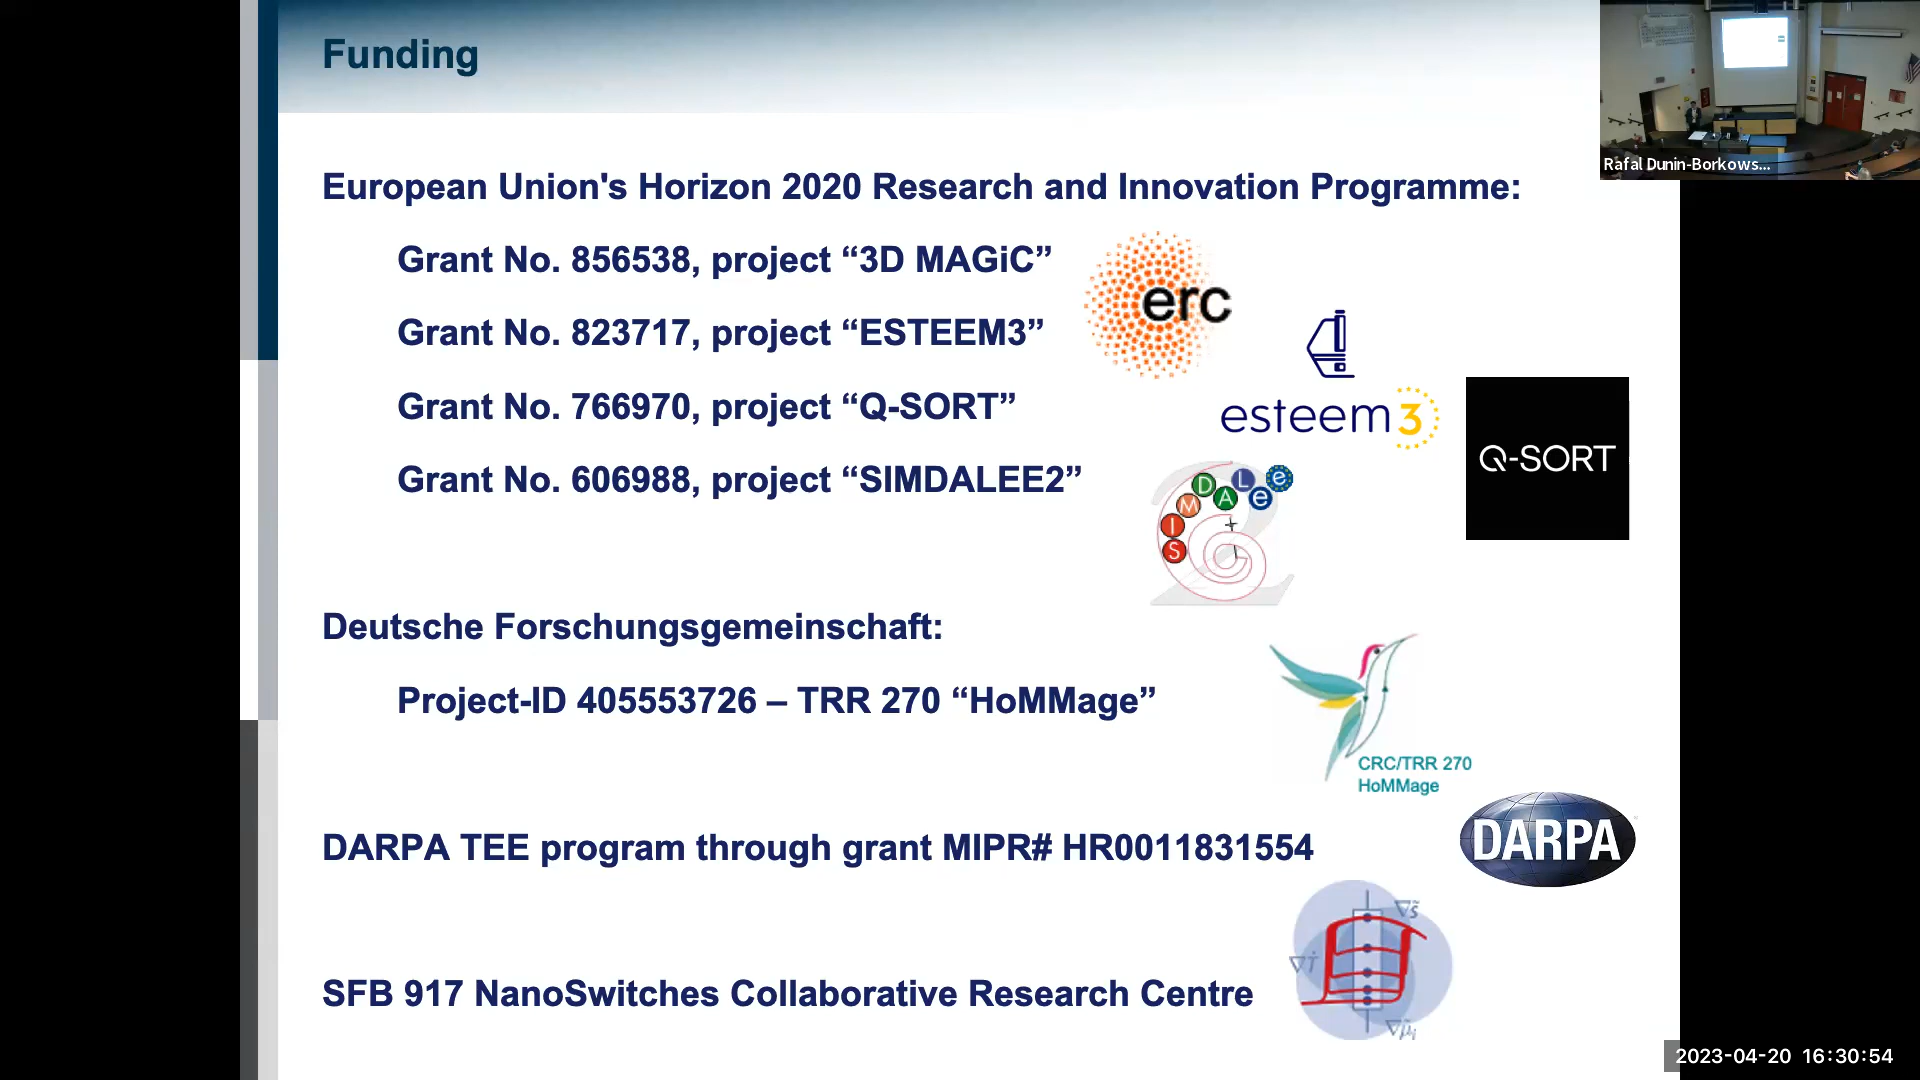 Funding
Rafal Dunin-Borkows...
European Union's Horizon 2020 Research and Innovation Programme:
Grant No. 856538, project “3D MAGiC”
erc
Grant No. 823717, project “ESTEEM3”
Grant No. 766970, project “Q-SORT”
esteem3
Q-SORT
Grant No. 606988, project “SIMDALEE2”
SIMDALee
2
Deutsche Forschungsgemeinschaft:
Project-ID 405553726 – TRR 270 “HoMMage”
CRC/TRR 270
HoMMage
DARPA TEE program through grant MIPR# HR0011831554
DARPA
SFB 917 NanoSwitches Collaborative Research Centre
2023-04-20 16:30:54